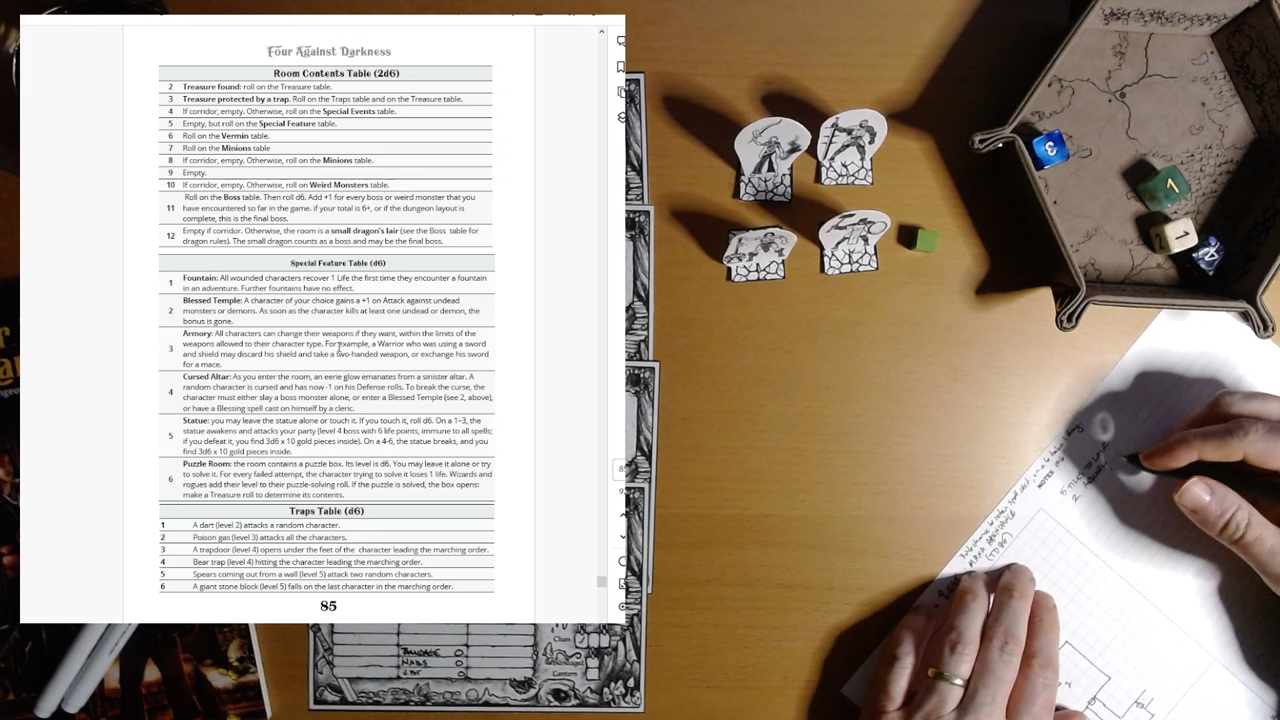 Four Against Darkness
Room Contents Table (2d6)
2 Treasure found: roll on the Treasure table.
3 Treasure protected by a trap. Roll on the Traps table and on the Treasure table.
4 If corridor, empty. Otherwise, roll on the Special Events table.
5 Empty, but roll on the Special Feature table.
6 Roll on the Vermin table.
7 Roll on the Minions table
8 If corridor, empty. Otherwise, roll on the Minions table.
9 Empty.
10 If corridor, empty. Otherwise, roll on Weird Monsters table.
Roll on the Boss table. Then roll d6. Add +1 for every boss or weird monster that you
11 have encountered so far in the game. if your total is 6+, or if the dungeon layout is
complete, this is the final boss.
12 Empty if corridor. Otherwise, the room is a small dragon's lair (see the Boss table for
dragon rules). The small dragon counts as a boss and may be the final boss.
Special Feature Table (d6)
1 Fountain: All wounded characters recover 1 Life the first time they encounter a fountain
in an adventure. Further fountains have no effect.
Blessed Temple: A character of your choice gains a +1 on Attack against undead
2 monsters or demons. As soon as the character kills at least one undead or demon, the
bonus is gone.
Armory: All characters can change their weapons if they want, within the limits of the
weapons allowed to their character type. For example, a Warrior who was using a sword
3 and shield may discard his shield and take a two-handed weapon, or exchange his sword
for a mace.
Cursed Altar: As you enter the room, an eerie glow emanates from a sinister altar. A
4 random character is cursed and has now -1 on his Defense rolls. To break the curse, the
character must either slay a boss monster alone, or enter a Blessed Temple (see 2, above),
or have a Blessing spell cast on himself by a cleric.
Statue: you may leave the statue alone or touch it. If you touch it, roll d6. On a 1–3, the
5 statue awakens and attacks your party (level 4 boss with 6 life points, immune to all spells;
if you defeat it, you find 3d6 x 10 gold pieces inside). On a 4-6, the statue breaks, and you
find 3d6 x 10 gold pieces inside.
Puzzle Room: the room contains a puzzle box. Its level is d6. You may leave it alone or try
6 to solve it. For every failed attempt, the character trying to solve it loses 1 life. Wizards and
rogues add their level to their puzzle-solving roll. If the puzzle is solved, the box opens:
make a Treasure roll to determine its contents.
Traps Table (d6)
1 A dart (level 2) attacks a random character.
2 Poison gas (level 3) attacks all the characters.
3 A trapdoor (level 4) opens under the feet of the character leading the marching order.
4 Bear trap (level 4) hitting the character leading the marching order.
5 Spears coming out from a wall (level 5) attack two random characters.
6 A giant stone block (level 5) falls on the last character in the marching order.
85
BANDAGE
NOTES
3
1
2 1